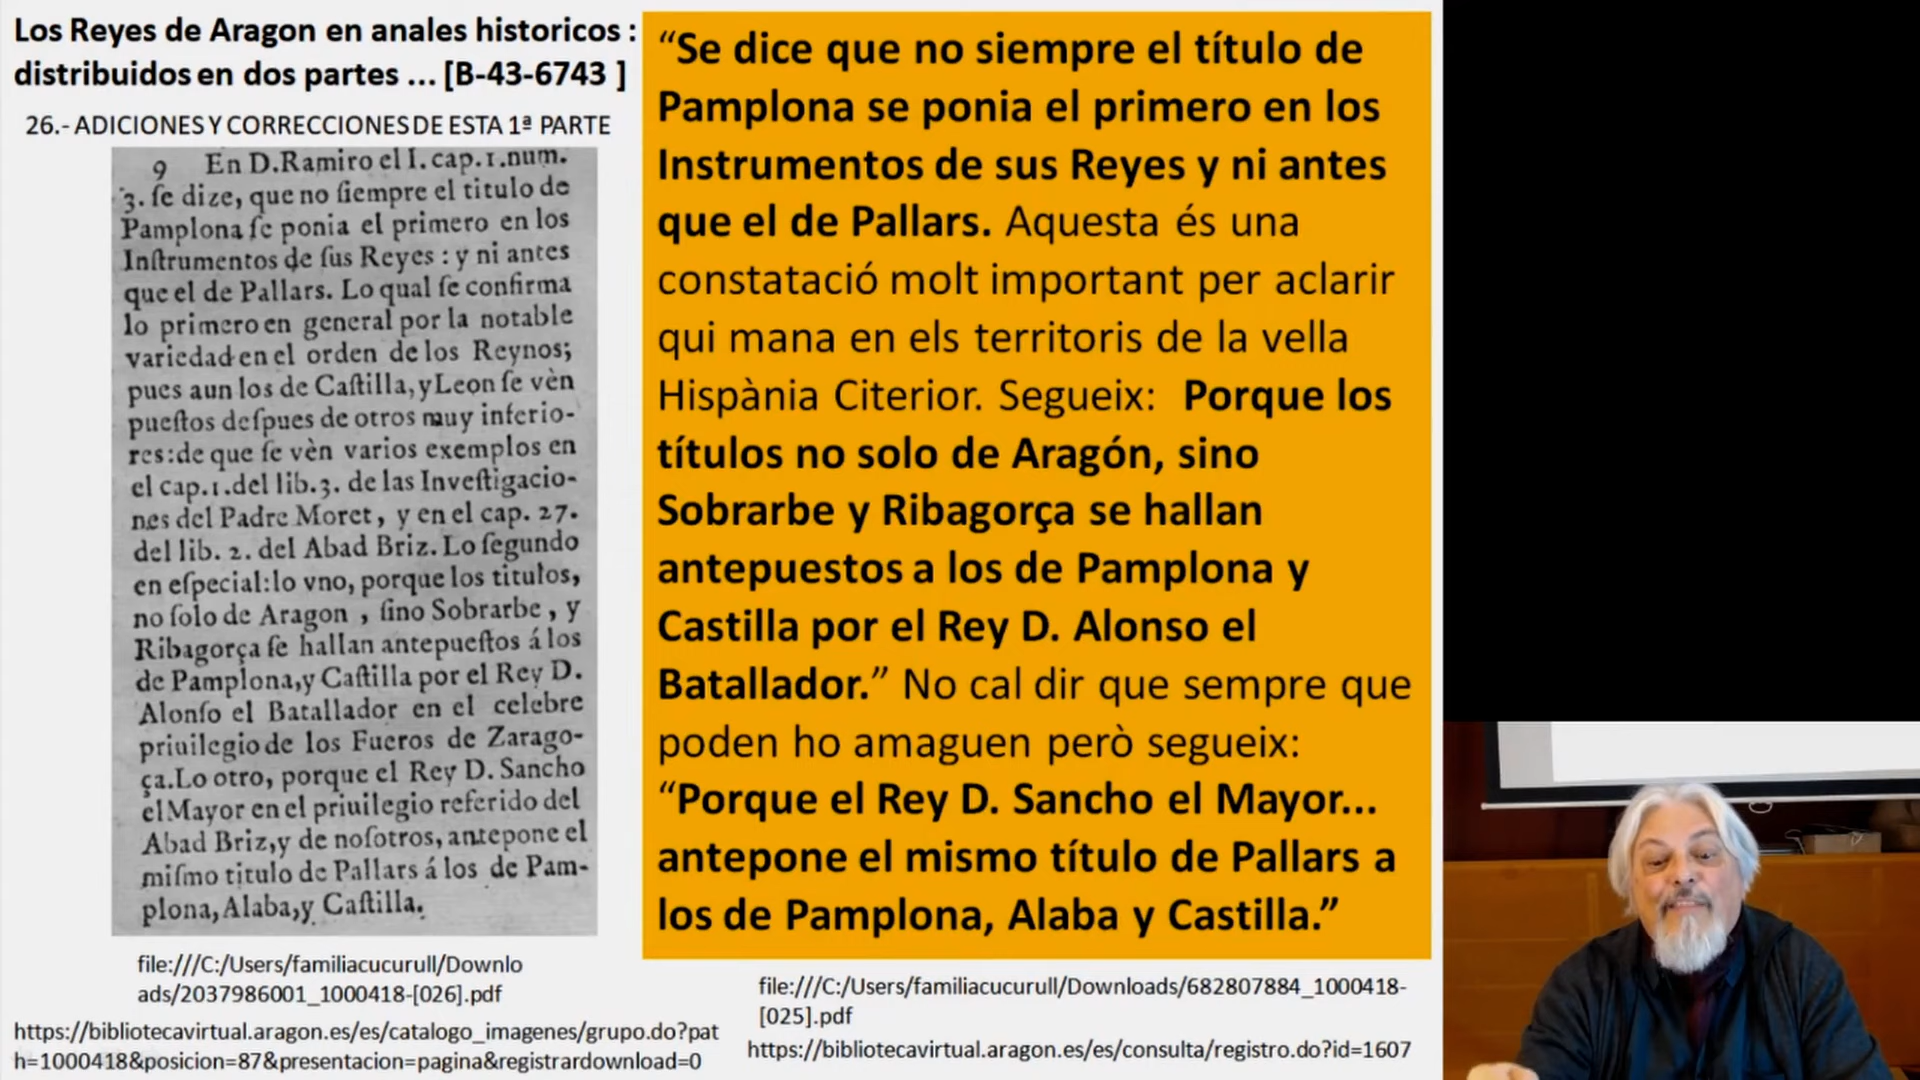 Los Reyes de Aragon en anales historicos :
distribuidos en dos partes ... [B-43-6743 ]
26.- ADICIONES Y CORRECCIONES DE ESTA 1ª PARTE
9 En D.Ramiro el I. cap.1.num.
3. ſe dize, que no ſiempre el titulo de
Pamplona ſe ponia el primero en los
Inſtrumentos de ſus Reyes : y ni antes
que el de Pallars. Lo qual ſe confirma
lo primero en general por la notable
variedad en el orden de los Reynos;
pues aun los de Caſtilla, y Leon ſe vèn
pueſtos deſpues de otros muy inferio-
res: de que ſe vèn varios exemplos en
el cap.1.del lib.3. de las Inveſtigacio-
nes del Padre Moret, y en el cap. 27.
del lib. 2. del Abad Briz. Lo ſegundo
en eſpecial: lo vno, porque los titulos,
no ſolo de Aragon , ſino Sobrarbe , y
Ribagorça ſe hallan antepueſtos á los
de Pamplona,y Caſtilla por el Rey D.
Alonſo el Batallador en el celebre
priuilegio de los Fueros de Zarago-
ça.Lo otro, porque el Rey D. Sancho
el Mayor en el priuilegio referido del
Abad Briz,y de noſotros, antepone el
miſmo titulo de Pallars á los de Pam-
plona, Alaba,y Caſtilla.
file:///C:/Users/familiacucurull/Downlo
ads/2037986001_1000418-[026].pdf
https://bibliotecavirtual.aragon.es/es/catalogo_imagenes/grupo.do?pat
h=1000418&posicion=87&presentacion=pagina&registrardownload=0
“Se dice que no siempre el título de
Pamplona se ponia el primero en los
Instrumentos de sus Reyes y ni antes
que el de Pallars. Aquesta és una
constatació molt important per aclarir
qui mana en els territoris de la vella
Hispània Citerior. Segueix: Porque los
títulos no solo de Aragón, sino
Sobrarbe y Ribagorça se hallan
antepuestos a los de Pamplona y
Castilla por el Rey D. Alonso el
Batallador.” No cal dir que sempre que
poden ho amaguen però segueix:
“Porque el Rey D. Sancho el Mayor...
antepone el mismo título de Pallars a
los de Pamplona, Alaba y Castilla.”
file:///C:/Users/familiacucurull/Downloads/682807884_1000418-
[025].pdf
https://bibliotecavirtual.aragon.es/es/consulta/registro.do?id=1607